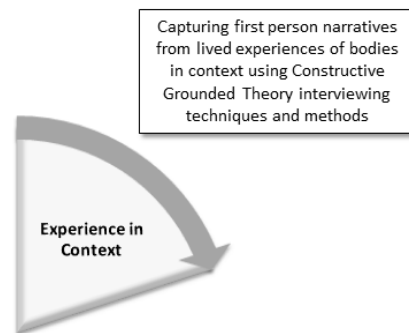 Capturing first person narratives
from lived experiences of bodies
in context using Constructive
Grounded Theory interviewing
techniques and methods
Experience in
Context